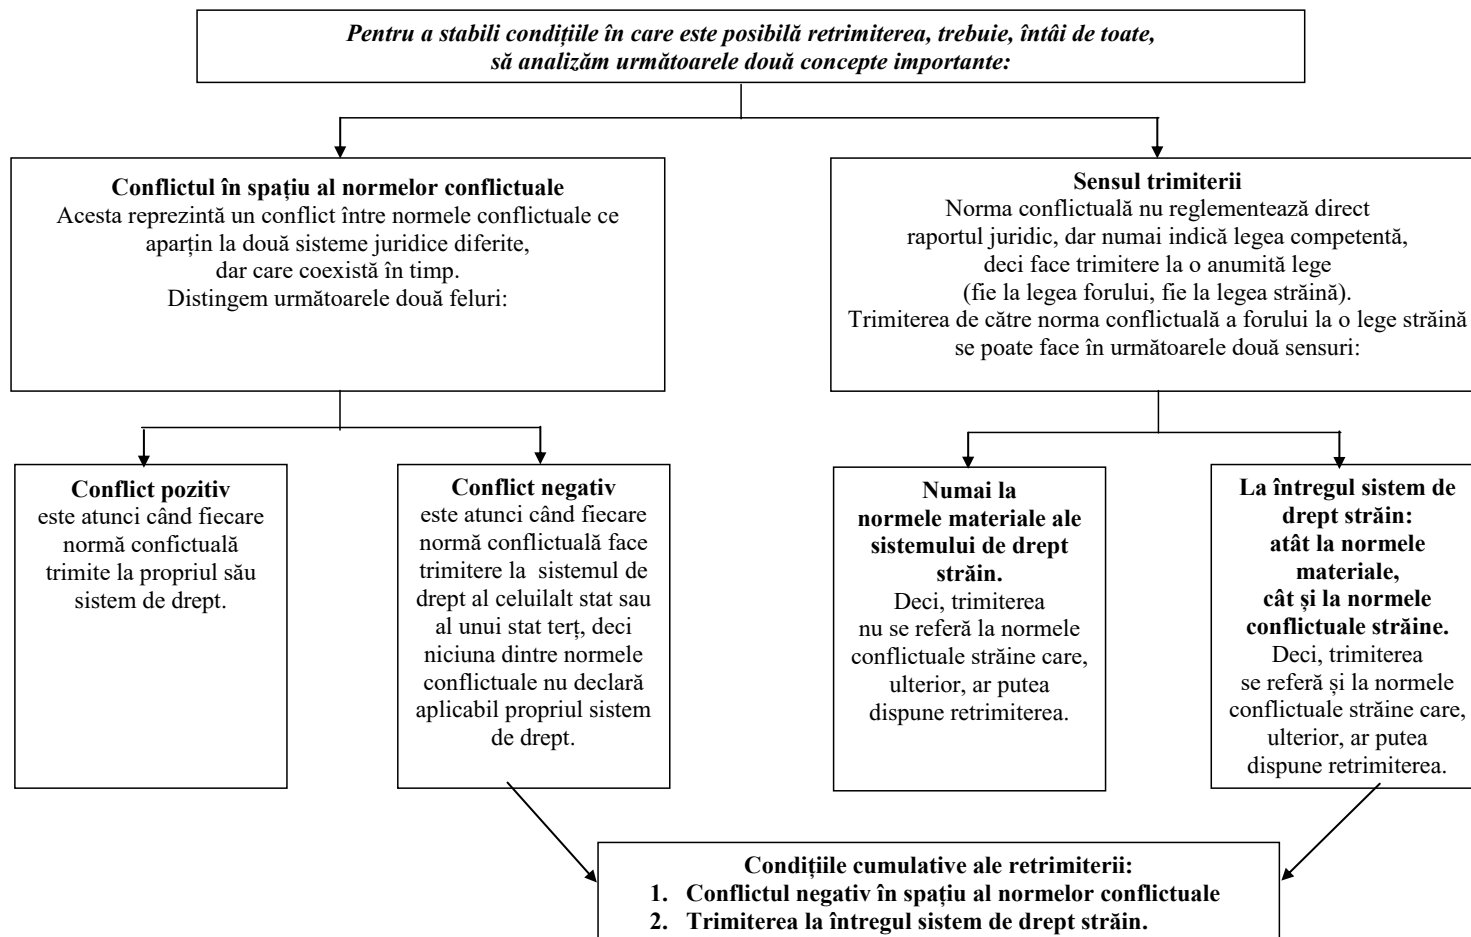 Pentru a stabili condițiile în care este posibilă retrimiterea, trebuie, întâi de toate,
să analizăm următoarele două concepte importante:
Conflictul în spațiu al normelor conflictuale
Acesta reprezintă un conflict între normele conflictuale ce
aparțin la două sisteme juridice diferite,
dar care coexistă în timp.
Distingem următoarele două feluri:
Sensul trimiterii
Norma conflictuală nu reglementează direct
raportul juridic, dar numai indică legea competentă,
deci face trimitere la o anumită lege
(fie la legea forului, fie la legea străină).
Trimiterea de către norma conflictuală a forului la o lege străină
se poate face în următoarele două sensuri:
Conflict pozitiv
este atunci când fiecare
normă confictuală
trimite la propriul său
sistem de drept.
Conflict negativ
este atunci când fiecare
normă conflictuală face
trimitere la sistemul de
drept al celuilalt stat sau
al unui stat terț, deci
niciuna dintre normele
conflictuale nu declară
aplicabil propriul sistem
de drept.
Numai la
normele materiale ale
sistemului de drept
străin.
Deci, trimiterea
nu se referă la normele
conflictuale străine care,
ulterior, ar putea
dispune retrimiterea.
La întregul sistem de
drept străin:
atât la normele
materiale,
cât și la normele
conflictuale străine.
Deci, trimiterea
se referă și la normele
conflictuale străine care,
ulterior, ar putea
dispune retrimiterea.
Condițiile cumulative ale retrimiterii:
1. Conflictul negativ în spațiu al normelor conflictuale
2. Trimiterea la întregul sistem de drept străin.